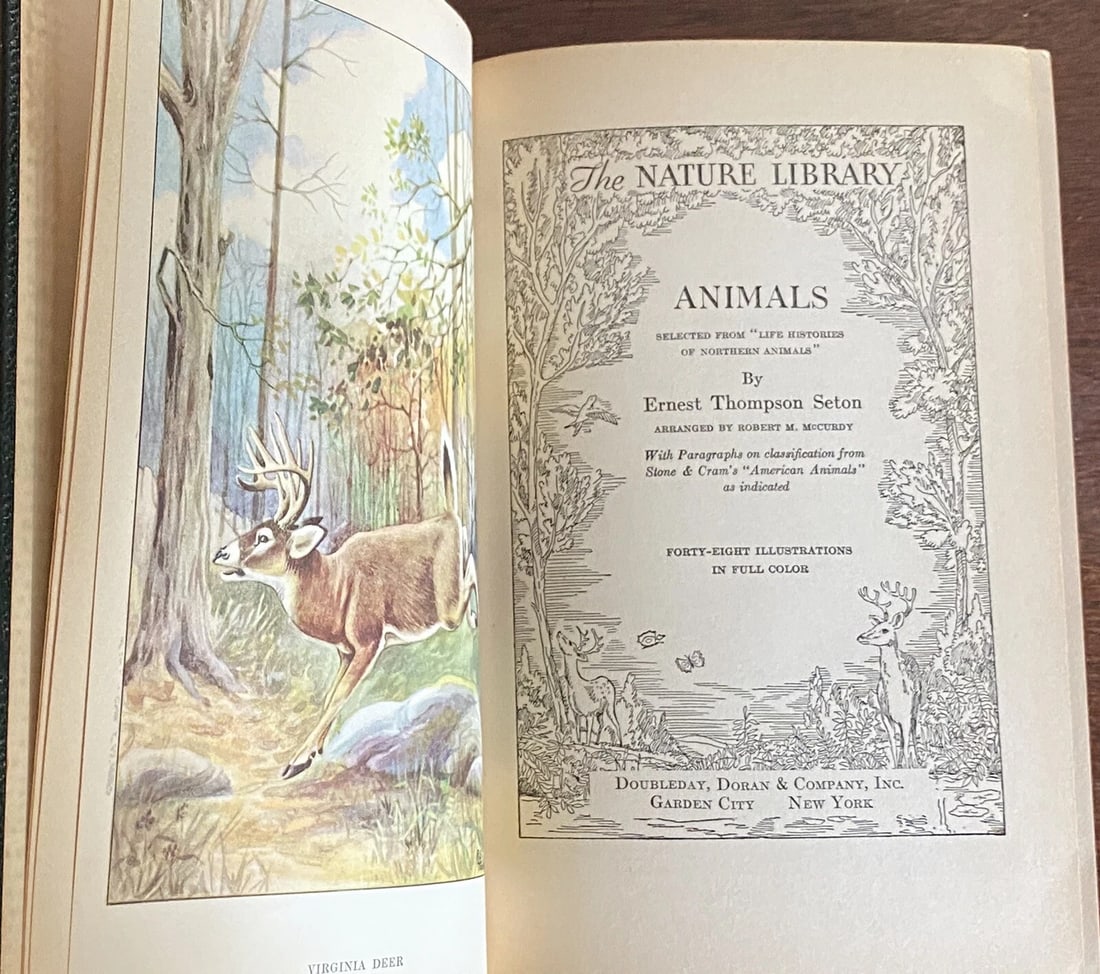 VIRGINIA DEER
The NATURE LIBRARY
ANIMALS
SELECTED FROM "LIFE HISTORIES
OF NORTHERN ANIMALS"
By
Ernest Thompson Seton
ARRANGED BY ROBERT M. McCURDY
With Paragraphs on classification from
Stone & Cram's "American Animals"
as indicated
FORTY-EIGHT ILLUSTRATIONS
IN FULL COLOR
DOUBLEDAY, DORAN & COMPANY, INC.
GARDEN CITY NEW YORK